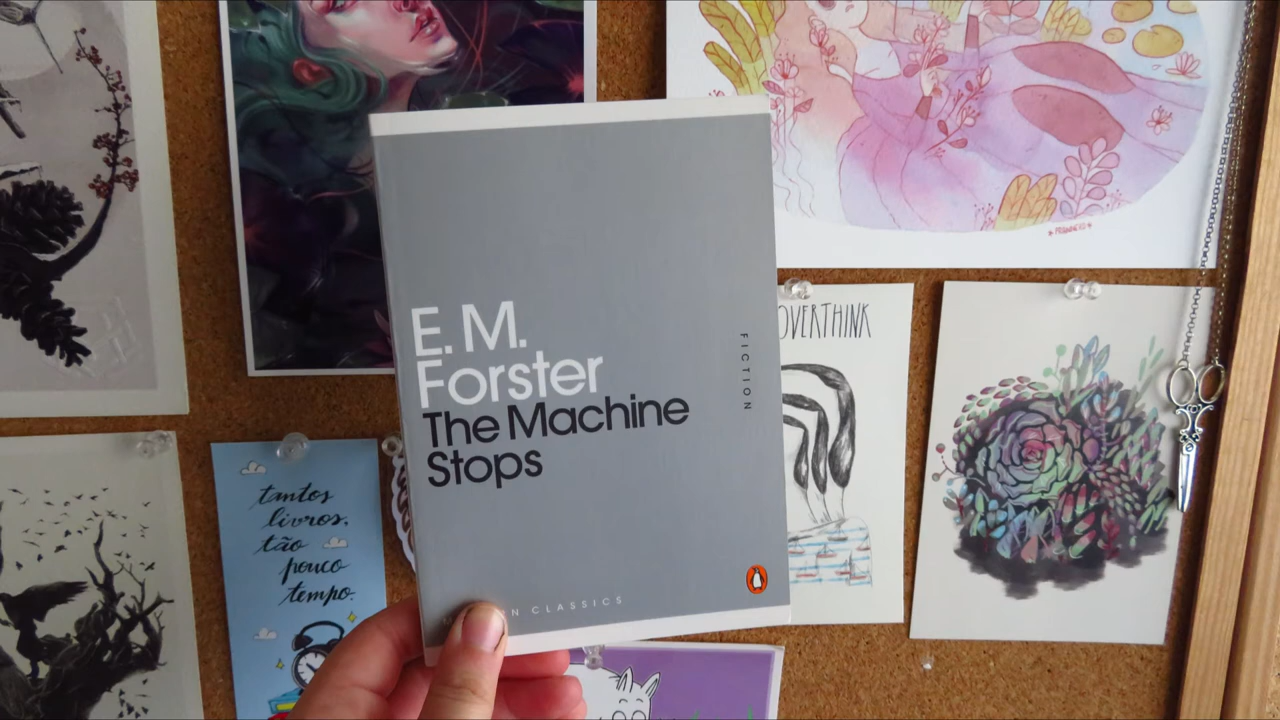 E. M.
Forster
The Machine
Stops
FICTION
N CLASSICS
OVERTHINK
tantos
livros,
tão
pouco
tempo.